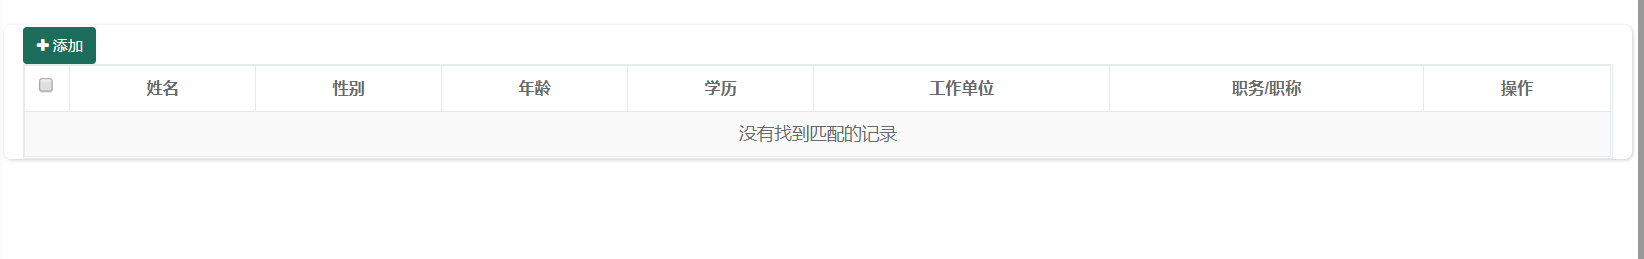 添加
姓名 性别 年龄 学历 工作单位 职务/职称 操作
没有找到匹配的记录